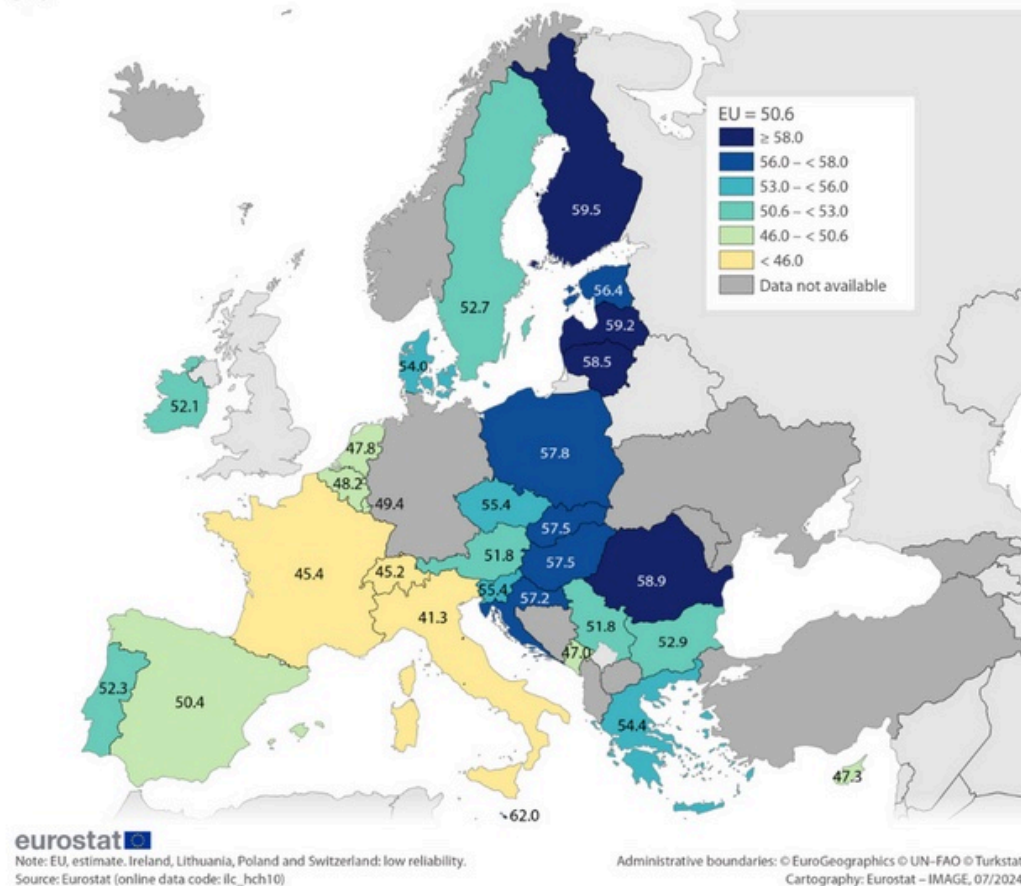 EU = 50.6
≥ 58.0
56.0 – < 58.0
53.0 – < 56.0
50.6 – < 53.0
46.0 – < 50.6
< 46.0
Data not available
59.5
52.7
56.4
59.2
58.5
54.0
52.1
57.8
47.8
48.2
49.4
55.4
57.5
51.8
57.5
45.4
45.2
55.4
57.2
58.9
41.3
51.8
52.9
47.0
52.3
50.4
54.4
47.3
62.0
eurostat
Note: EU, estimate. Ireland, Lithuania, Poland and Switzerland: low reliability.
Source: Eurostat (online data code: ilc_hch10)
Administrative boundaries: © EuroGeographics © UN–FAO © Turkstat
Cartography: Eurostat – IMAGE, 07/2024